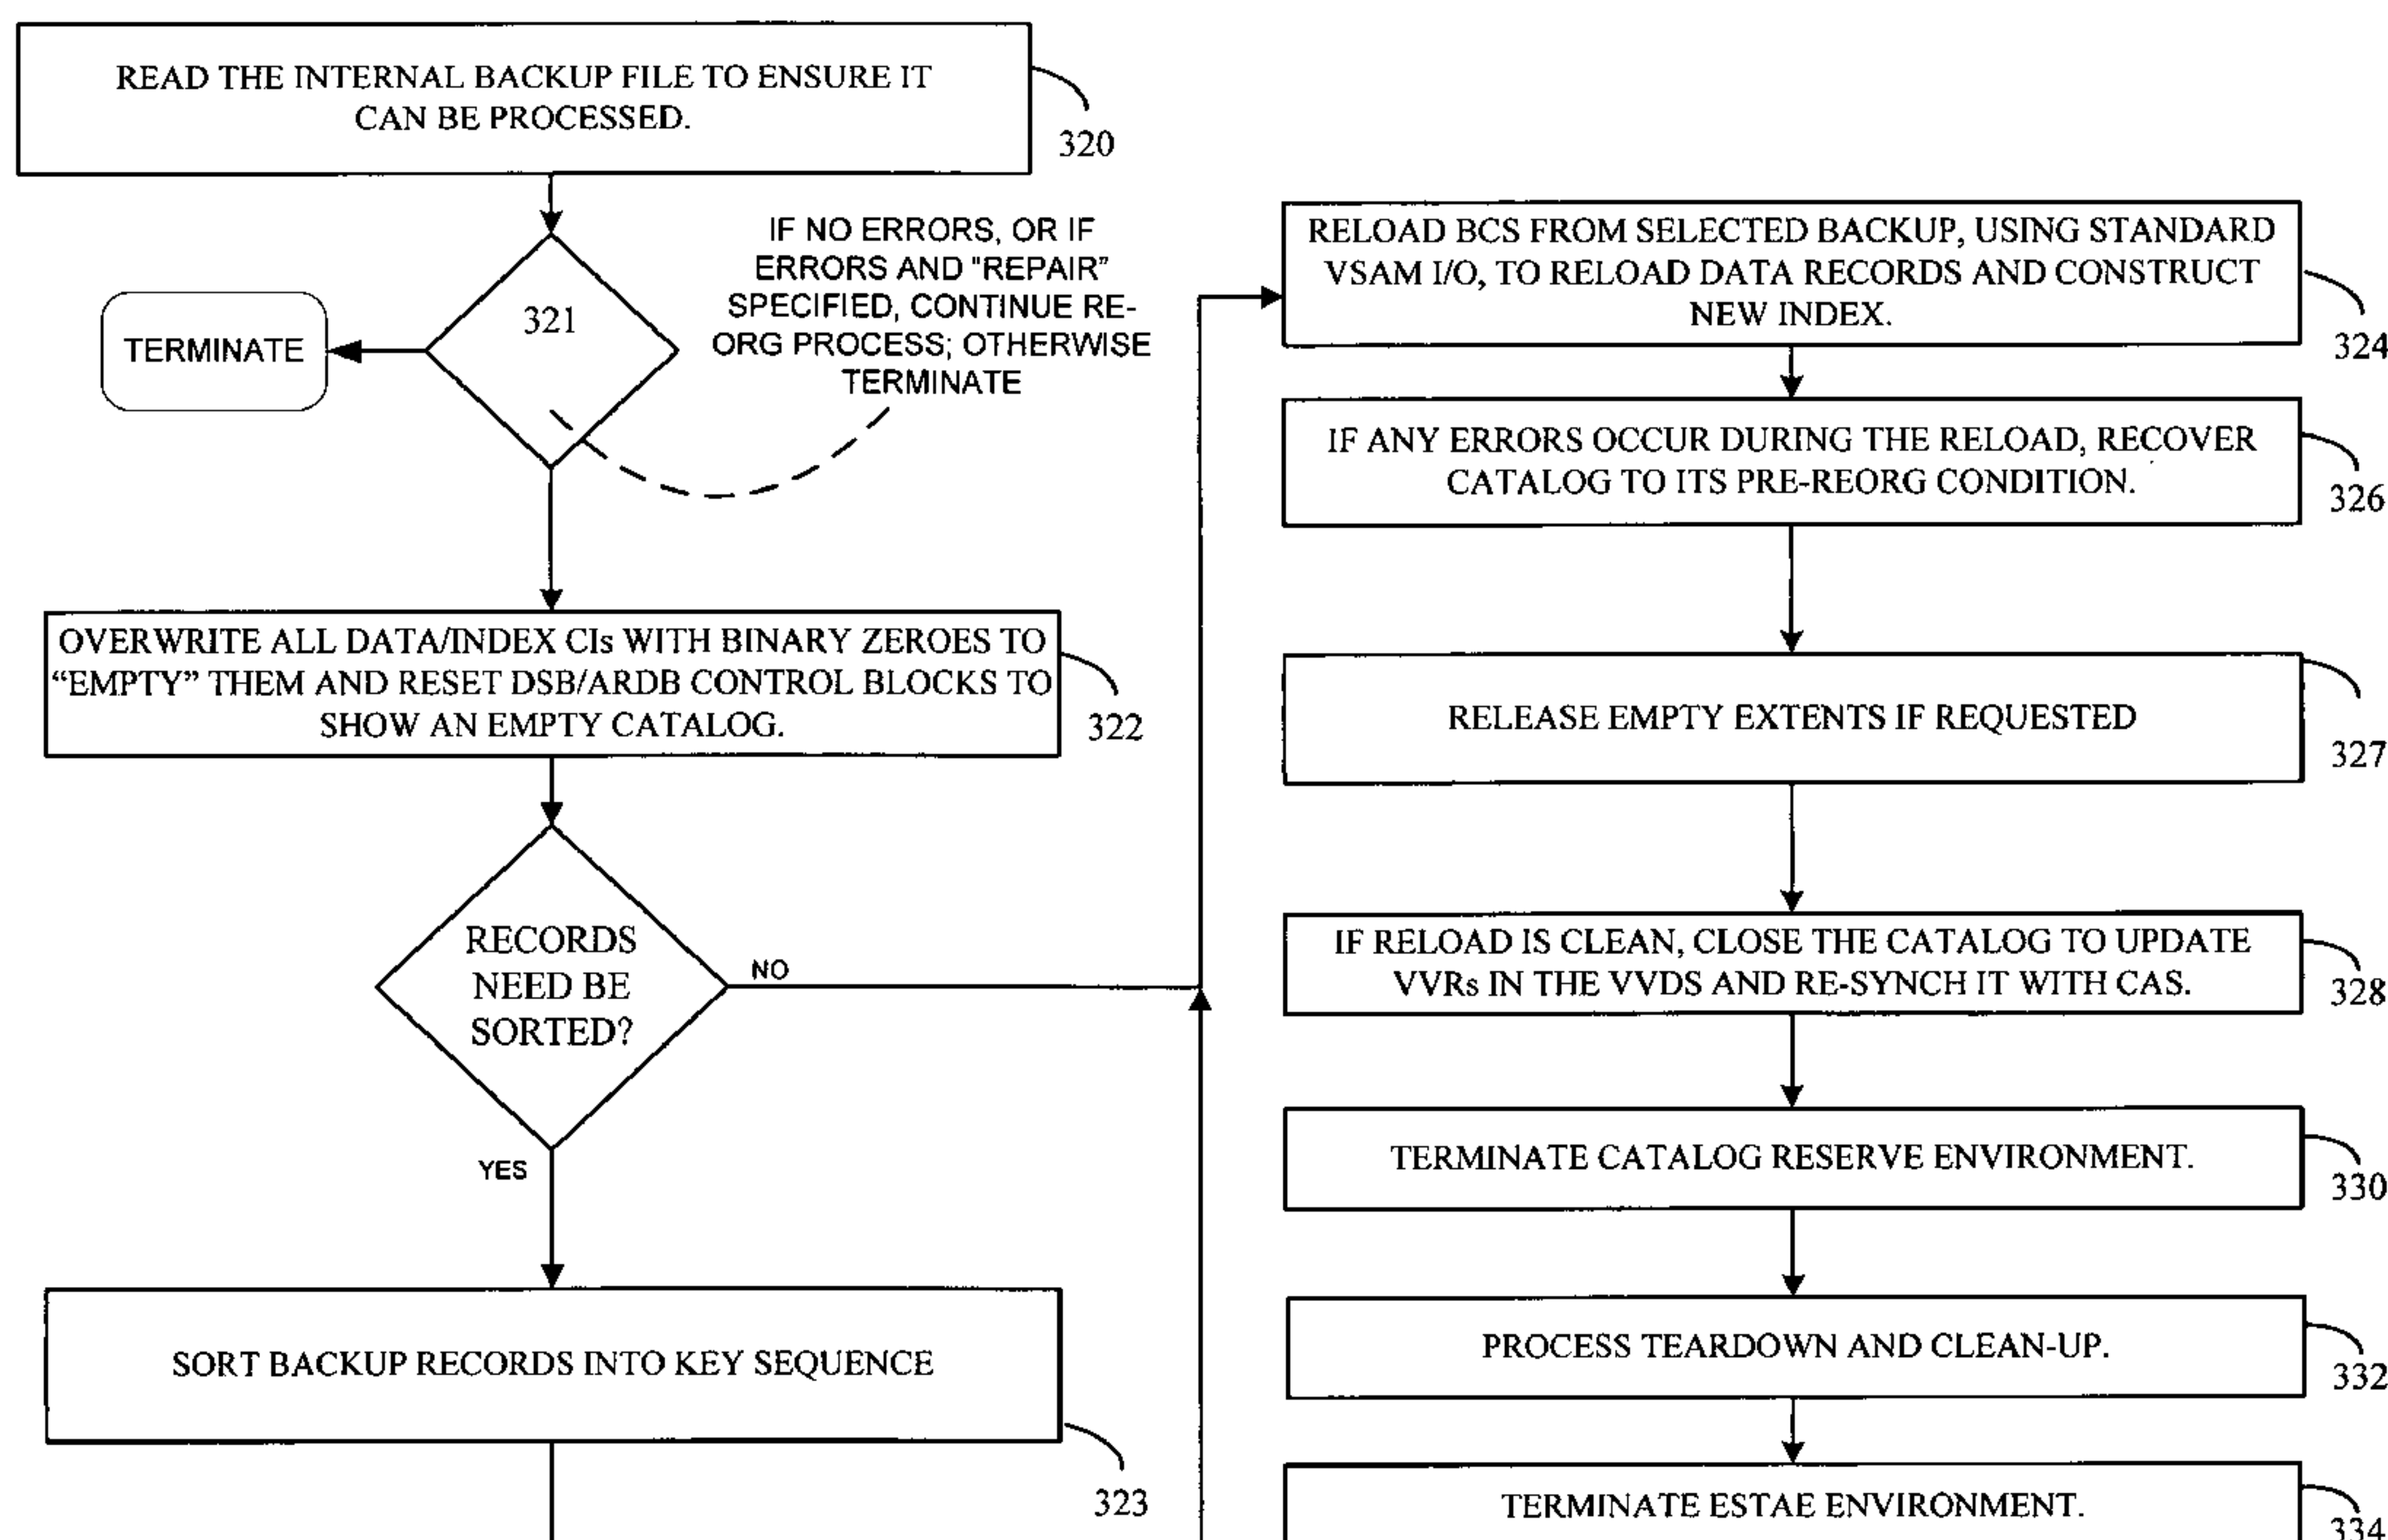 READ THE INTERNAL BACKUP FILE TO ENSURE IT
CAN BE PROCESSED.
320
321
TERMINATE
IF NO ERRORS, OR IF
ERRORS AND "REPAIR"
SPECIFIED, CONTINUE RE-
ORG PROCESS; OTHERWISE
TERMINATE
OVERWRITE ALL DATA/INDEX CIs WITH BINARY ZEROES TO
“EMPTY” THEM AND RESET DSB/ARDB CONTROL BLOCKS TO
SHOW AN EMPTY CATALOG.
322
RECORDS
NEED BE
SORTED?
NO
YES
SORT BACKUP RECORDS INTO KEY SEQUENCE
323
RELOAD BCS FROM SELECTED BACKUP, USING STANDARD
VSAM I/O, TO RELOAD DATA RECORDS AND CONSTRUCT
NEW INDEX.
324
IF ANY ERRORS OCCUR DURING THE RELOAD, RECOVER
CATALOG TO ITS PRE-REORG CONDITION.
326
RELEASE EMPTY EXTENTS IF REQUESTED
327
IF RELOAD IS CLEAN, CLOSE THE CATALOG TO UPDATE
VVRs IN THE VVDS AND RE-SYNCH IT WITH CAS.
328
TERMINATE CATALOG RESERVE ENVIRONMENT.
330
PROCESS TEARDOWN AND CLEAN-UP.
332
TERMINATE ESTAE ENVIRONMENT.
334